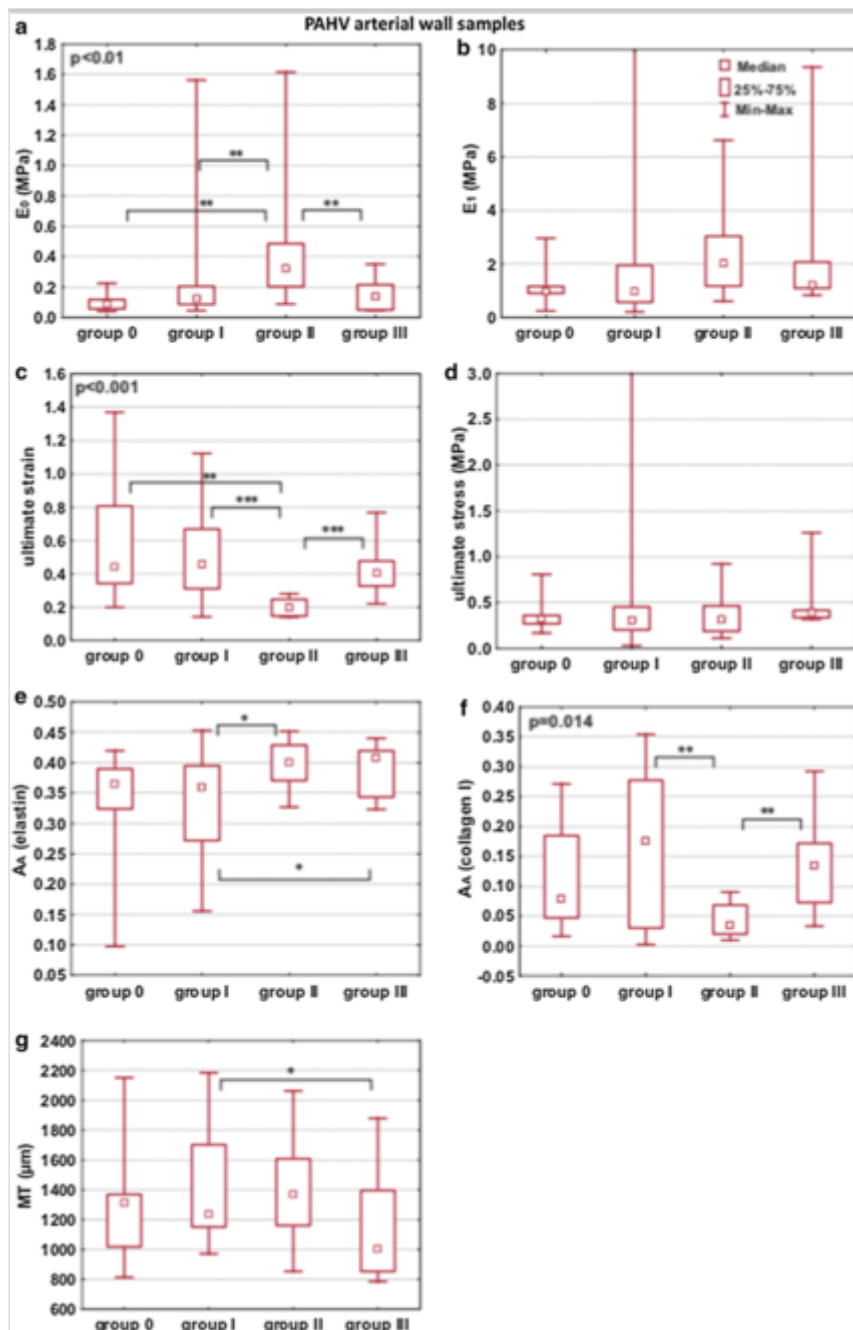 PAHV arterial wall samples
a
p<0.01
1.8
1.6
1.4
1.2
1.0
0.8
0.6
0.4
0.2
0.0
E₀ (MPa)
**
**
**
group 0 group I group II group III
b
10
8
6
4
2
0
E₁ (MPa)
Median
25%-75%
Min-Max
group 0 group I group II group III
c
p<0.001
1.6
1.4
1.2
1.0
0.8
0.6
0.4
0.2
0.0
ultimate strain
**
***
***
group 0 group I group II group III
d
3.0
2.5
2.0
1.5
1.0
0.5
0.0
ultimate stress (MPa)
group 0 group I group II group III
e
0.50
0.45
0.40
0.35
0.30
0.25
0.20
0.15
0.10
0.05
Aᴀ (elastin)
*
*
group 0 group I group II group III
f
p=0.014
0.40
0.35
0.30
0.25
0.20
0.15
0.10
0.05
0.00
-0.05
Aᴀ (collagen I)
**
**
group 0 group I group II group III
g
2400
2200
2000
1800
1600
1400
1200
1000
800
600
MT (µm)
*
group 0 group I group II group III